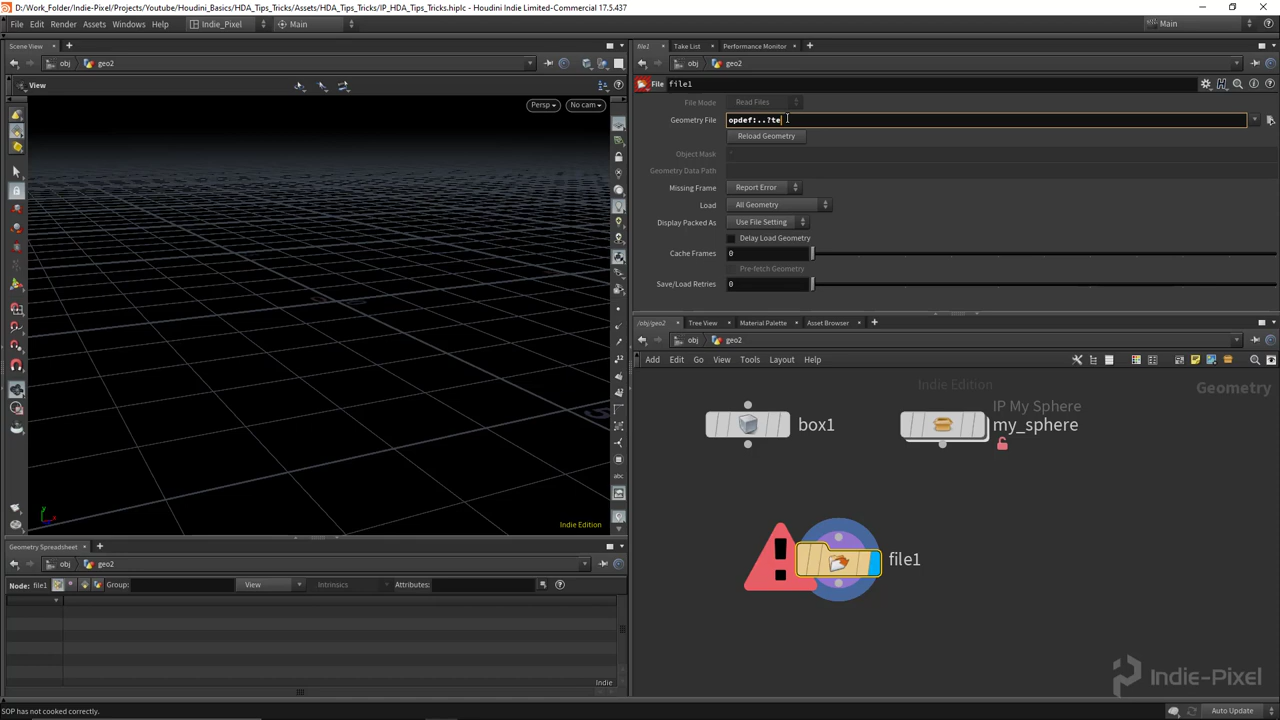 D:\Work_Folder/Indie-Pixel/Projects/Youtube/Houdini_Basics/HDA_Tips_Tricks/Assets/HDA_Tips_Tricks/IP_HDA_Tips_Tricks.hiplc - Houdini Indie Limited-Commercial 17.5.437
File Edit Render Assets Windows Help Indie_Pixel Main Main
Scene View
obj geo2
View
Persp No cam
Indie Edition
Geometry Spreadsheet
obj geo2
Node: file1 Group: View Intrinsics Attributes:
Indie
file1 Take List Performance Monitor
obj geo2
File file1
File Mode Read Files
Geometry File opdef:..?te
Reload Geometry
Object Mask *
Geometry Data Path
Missing Frame Report Error
Load All Geometry
Display Packed As Use File Setting
Delay Load Geometry
Cache Frames 0
Pre-fetch Geometry
Save/Load Retries 0
/obj/geo2 Tree View Material Palette Asset Browser
obj geo2
Add Edit Go View Tools Layout Help
Indie Edition
Geometry
box1
IP My Sphere
my_sphere
file1
Indie-Pixel
SOP has not cooked correctly.
Auto Update